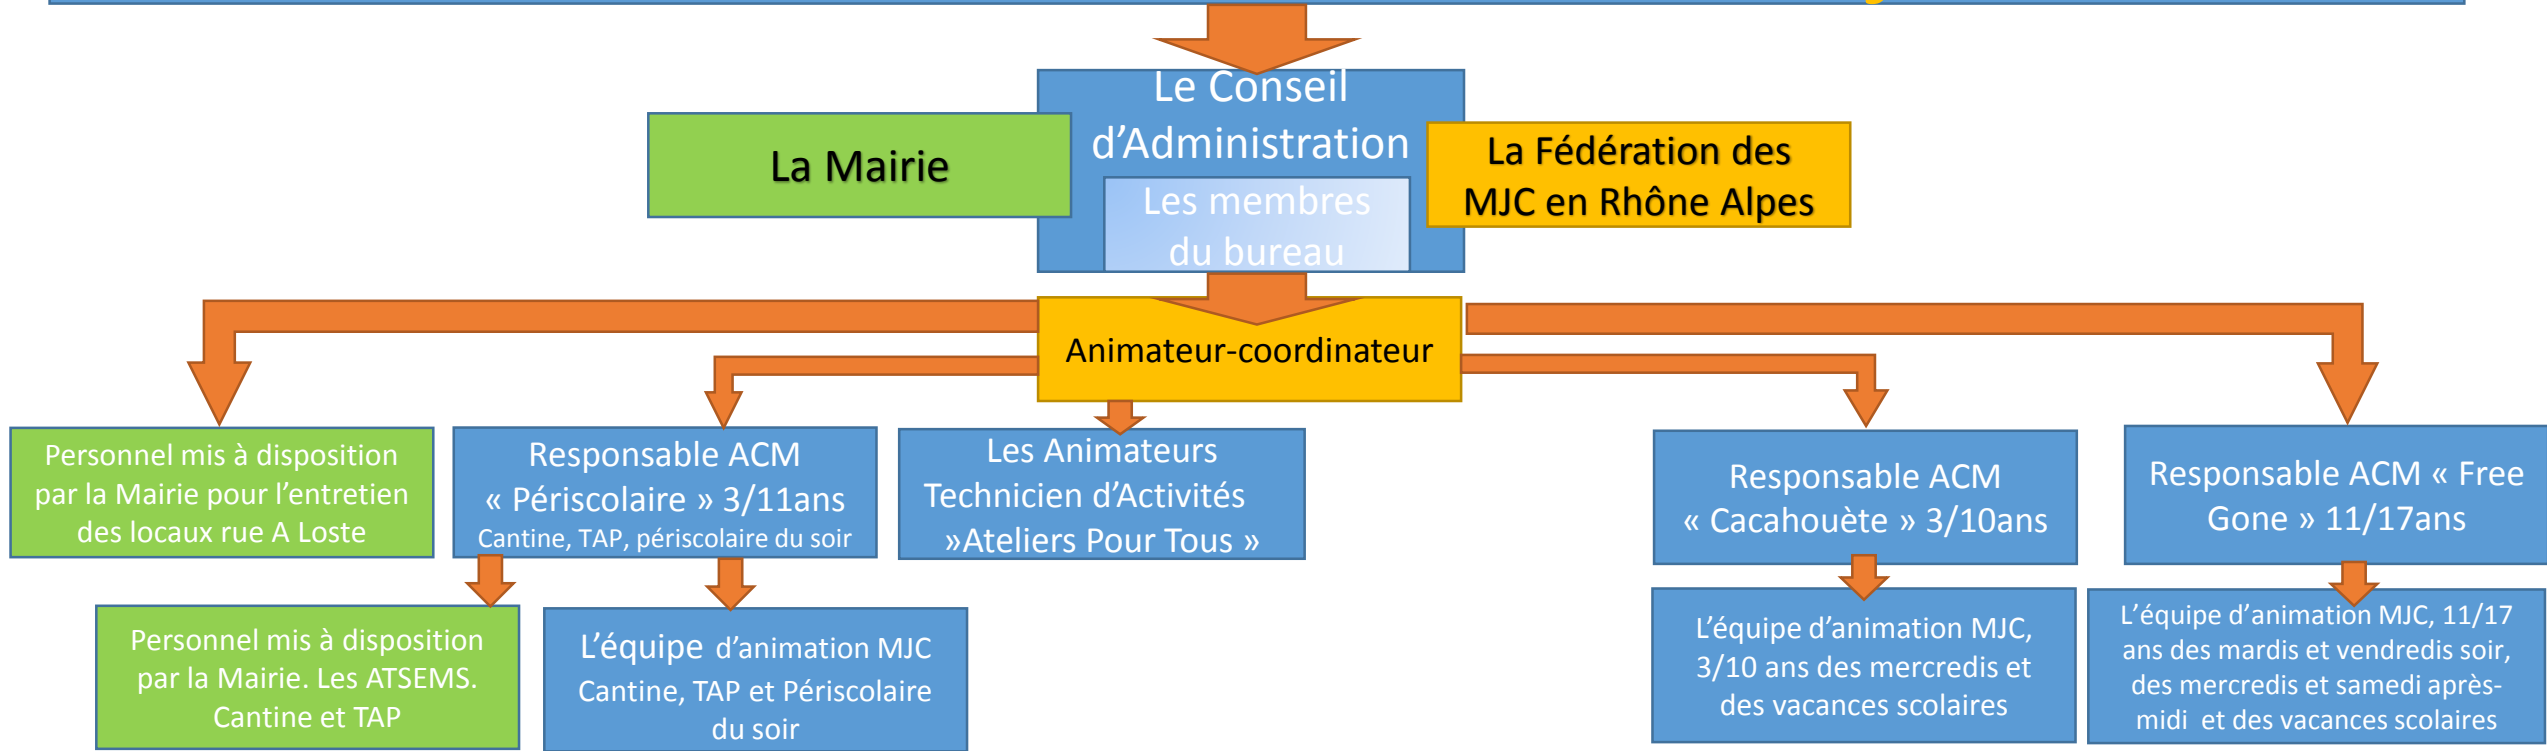 Le Conseil
d'Administration
La Mairie
La Fédération des
MJC en Rhône Alpes
Les membres
du bureau
Animateur-coordinateur
Personnel mis à disposition
par la Mairie pour l'entretien
des locaux rue A Loste
Responsable ACM
« Périscolaire » 3/11ans
Cantine, TAP, périscolaire du soir
Les Animateurs
Technicien d'Activités
»Ateliers Pour Tous »
Responsable ACM
« Cacahouète » 3/10ans
Responsable ACM « Free
Gone » 11/17ans
Personnel mis à disposition
par la Mairie. Les ATSEMS.
Cantine et TAP
L'équipe d'animation MJC
Cantine, TAP et Périscolaire
du soir
L'équipe d'animation MJC,
3/10 ans des mercredis et
des vacances scolaires
L'équipe d'animation MJC, 11/17
ans des mardis et vendredis soir,
des mercredis et samedi après-
midi et des vacances scolaires